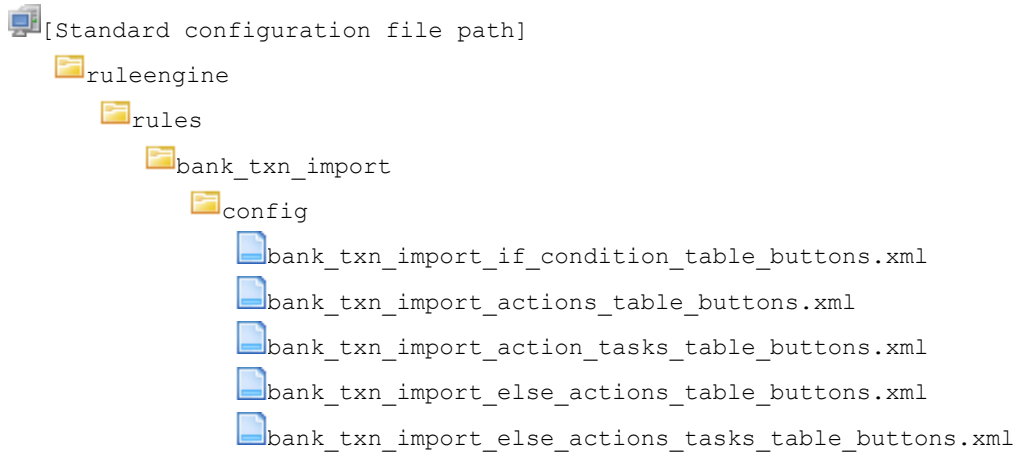 [Standard configuration file path]
ruleengine
rules
bank_txn_import
config
bank_txn_import_if_condition_table_buttons.xml
bank_txn_import_actions_table_buttons.xml
bank_txn_import_action_tasks_table_buttons.xml
bank_txn_import_else_actions_table_buttons.xml
bank_txn_import_else_actions_tasks_table_buttons.xml